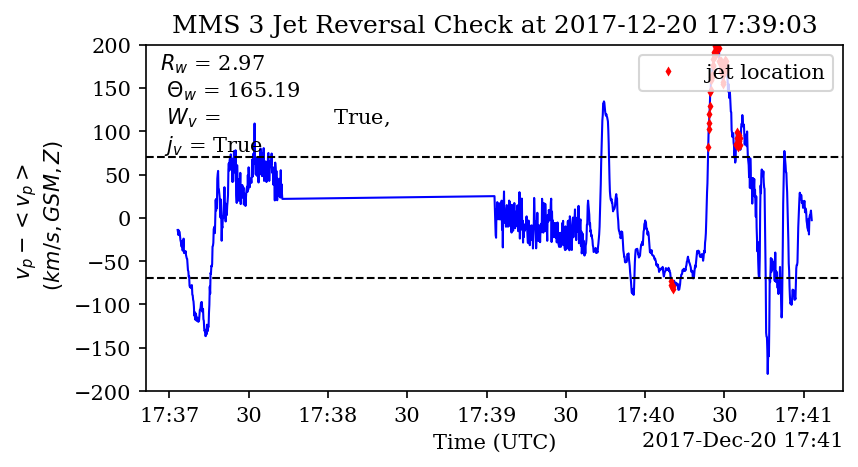 MMS 3 Jet Reversal Check at 2017-12-20 17:39:03
R_w = 2.97
Θ_w = 165.19
W_v = True,
j_v = True
jet location
200
150
100
50
0
−50
−100
−150
−200
v_p − < v_p >
(km/s, GSM, Z)
17:37 30 17:38 30 17:39 30 17:40 30 17:41
Time (UTC)
2017-Dec-20 17:41